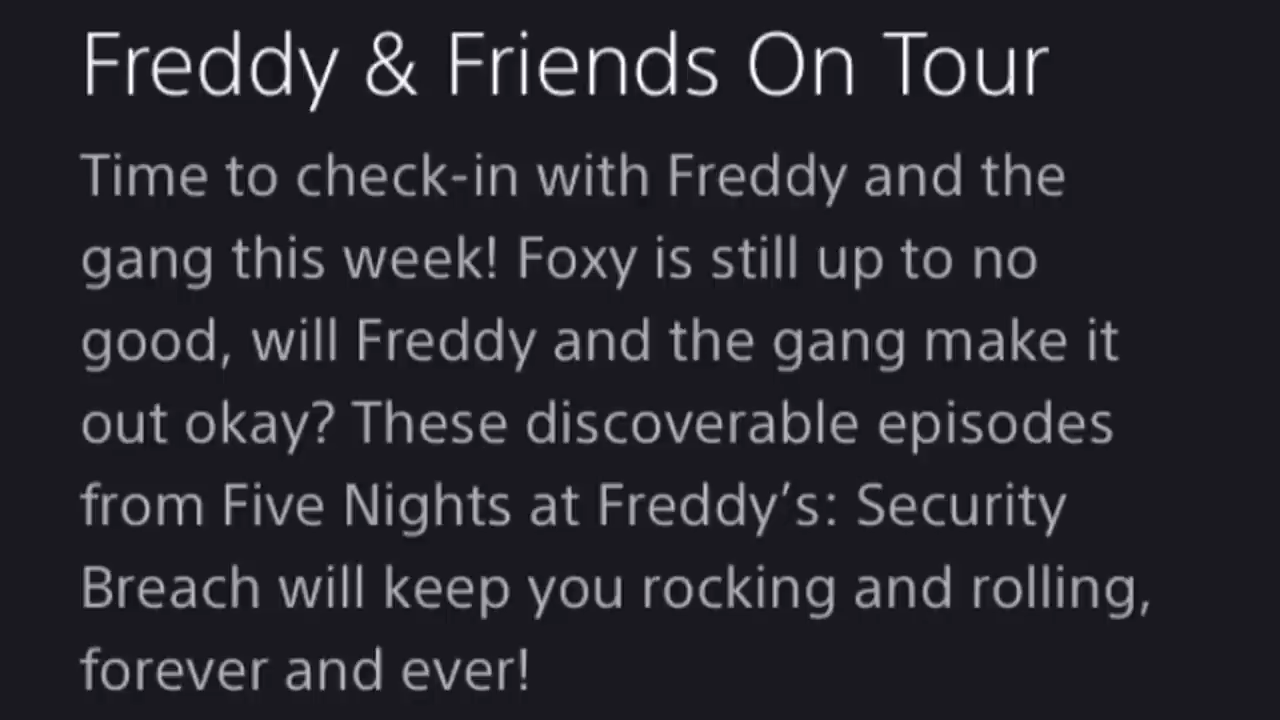 Freddy & Friends On Tour
Time to check-in with Freddy and the
gang this week! Foxy is still up to no
good, will Freddy and the gang make it
out okay? These discoverable episodes
from Five Nights at Freddy’s: Security
Breach will keep you rocking and rolling,
forever and ever!